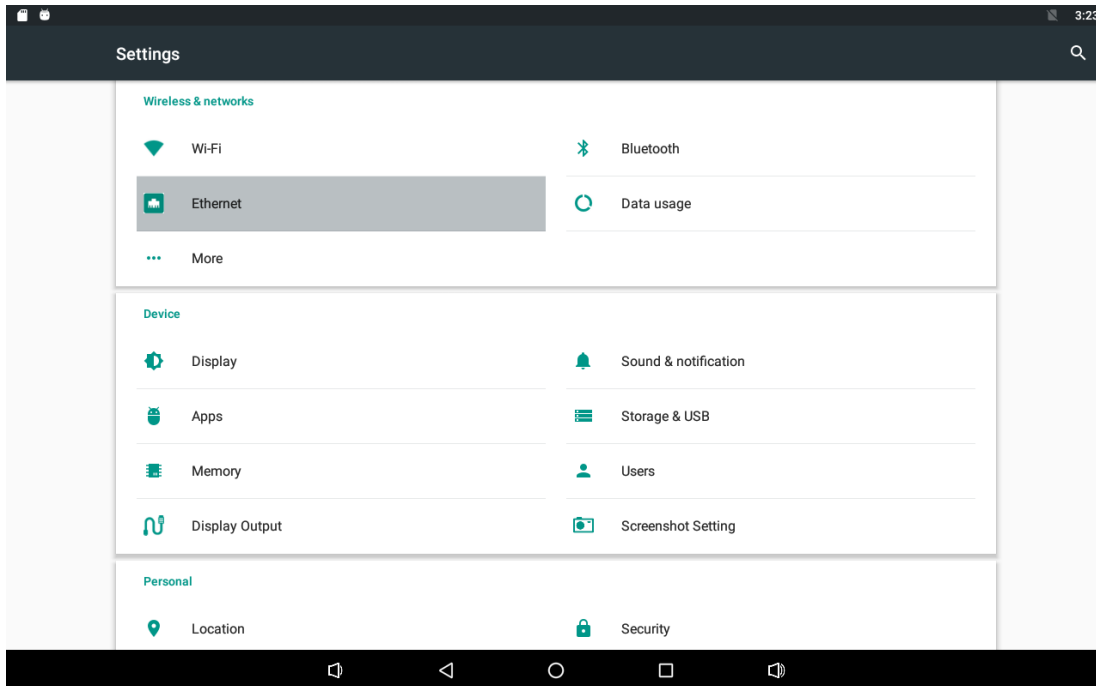 3:23
Settings
Wireless & networks
Wi-Fi
Bluetooth
Ethernet
Data usage
More
Device
Display
Sound & notification
Apps
Storage & USB
Memory
Users
Display Output
Screenshot Setting
Personal
Location
Security